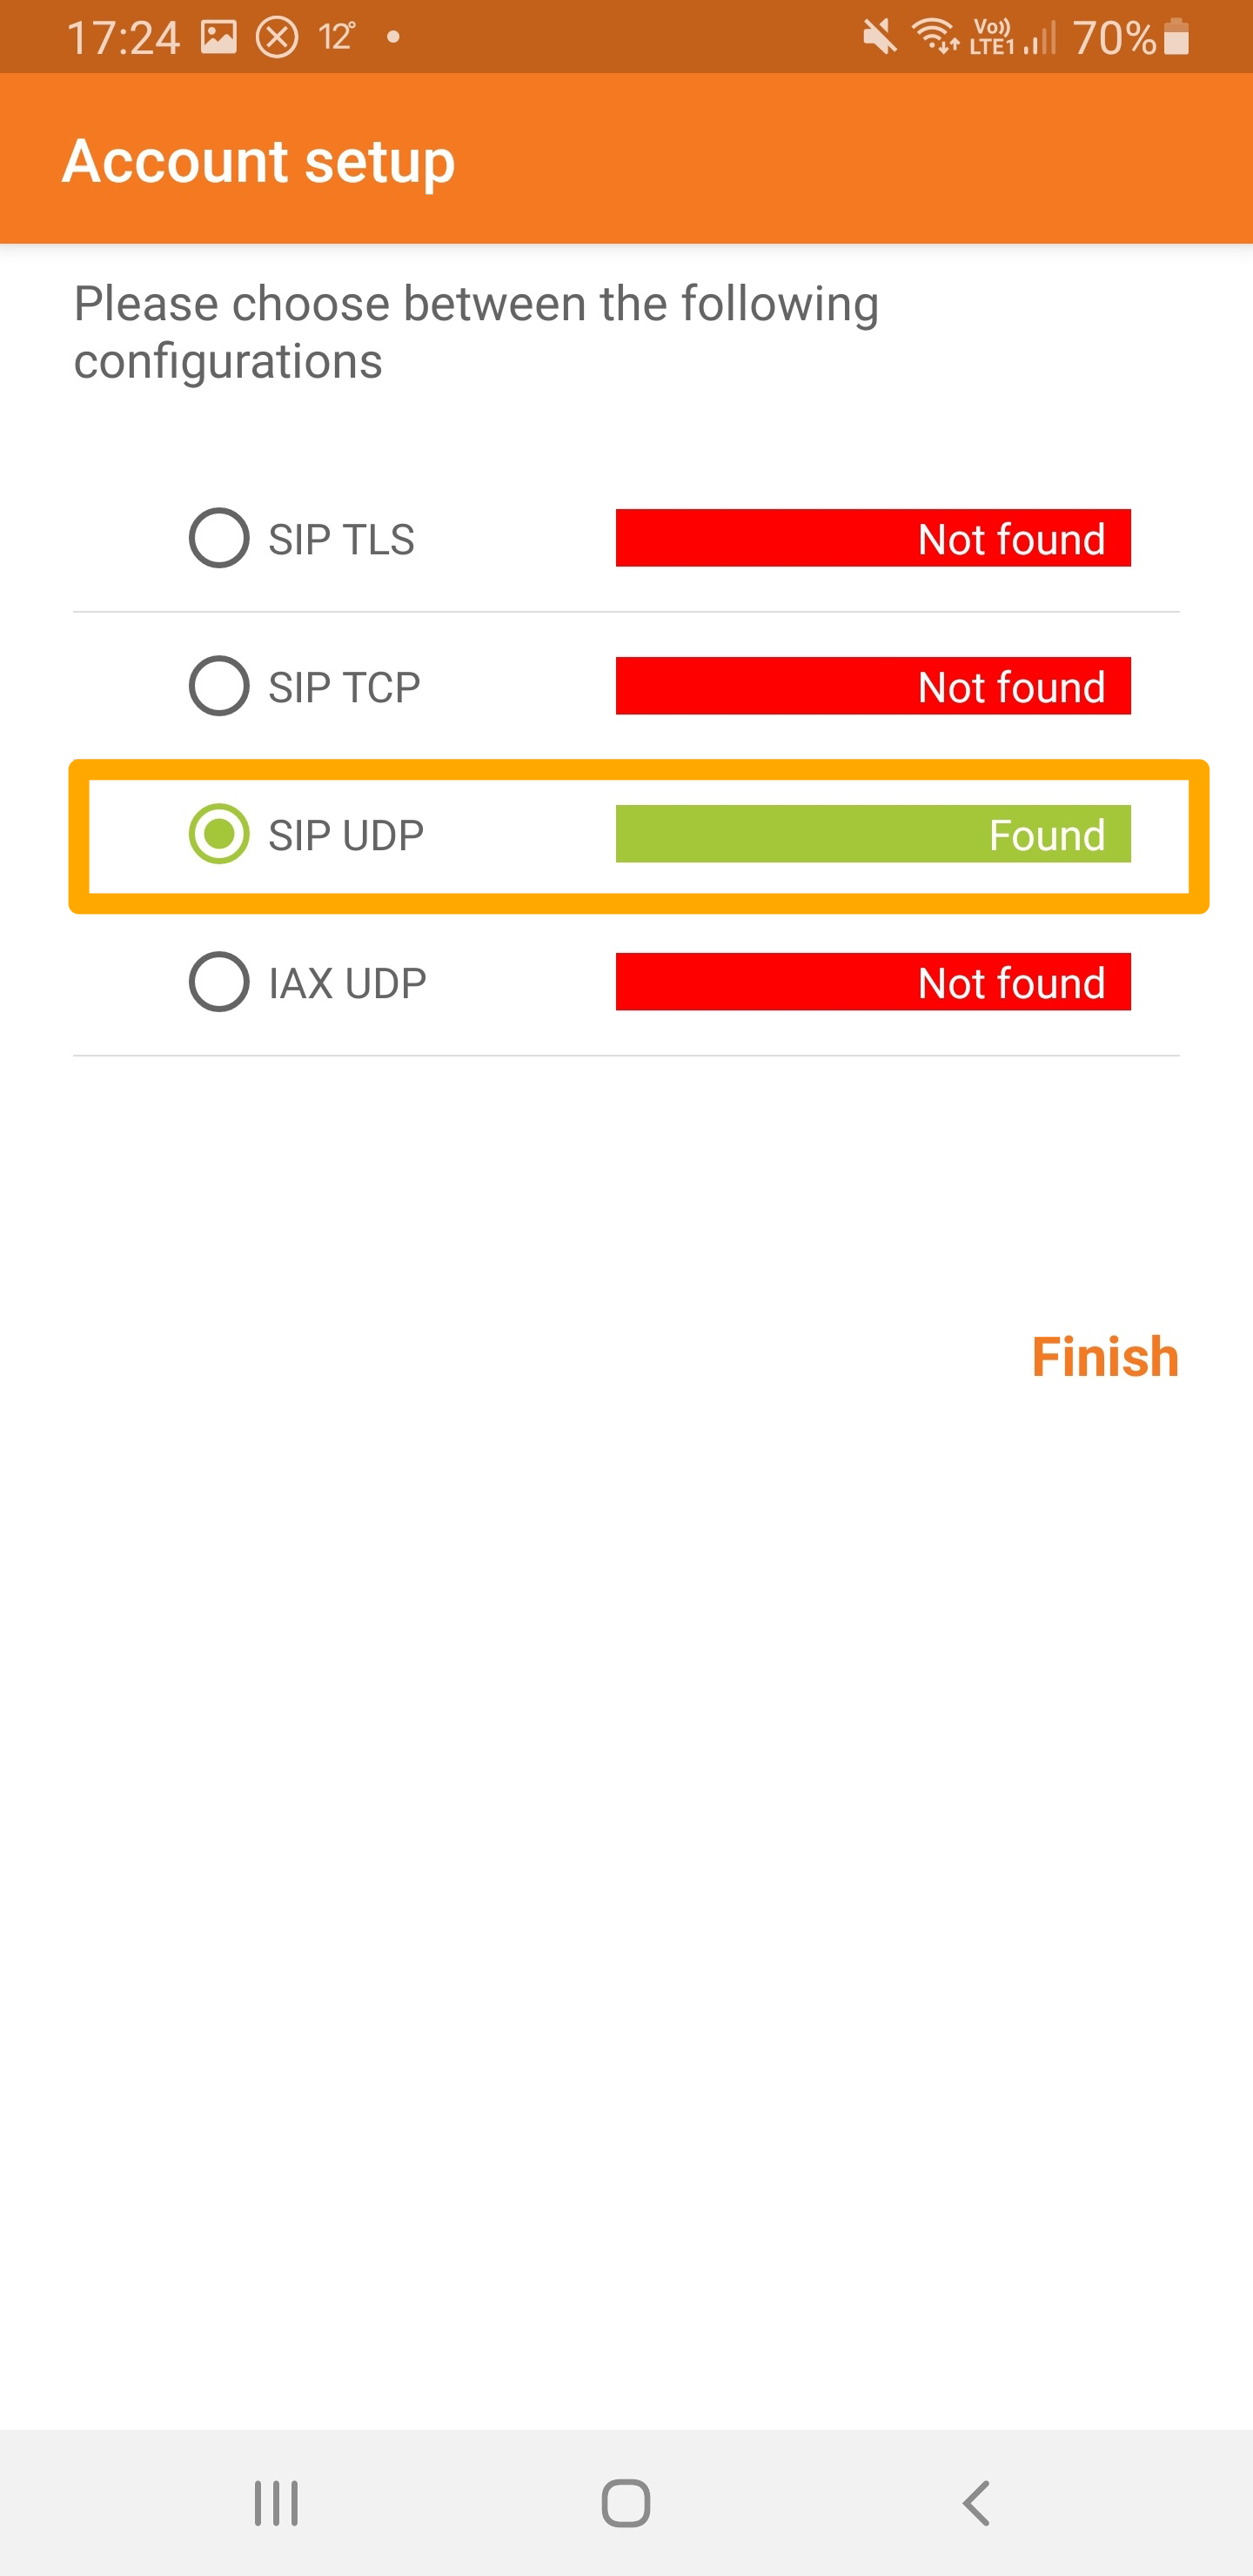 17:24 12° Vo)) LTE1 70%
Account setup
Please choose between the following
configurations
SIP TLS Not found
SIP TCP Not found
SIP UDP Found
IAX UDP Not found
Finish